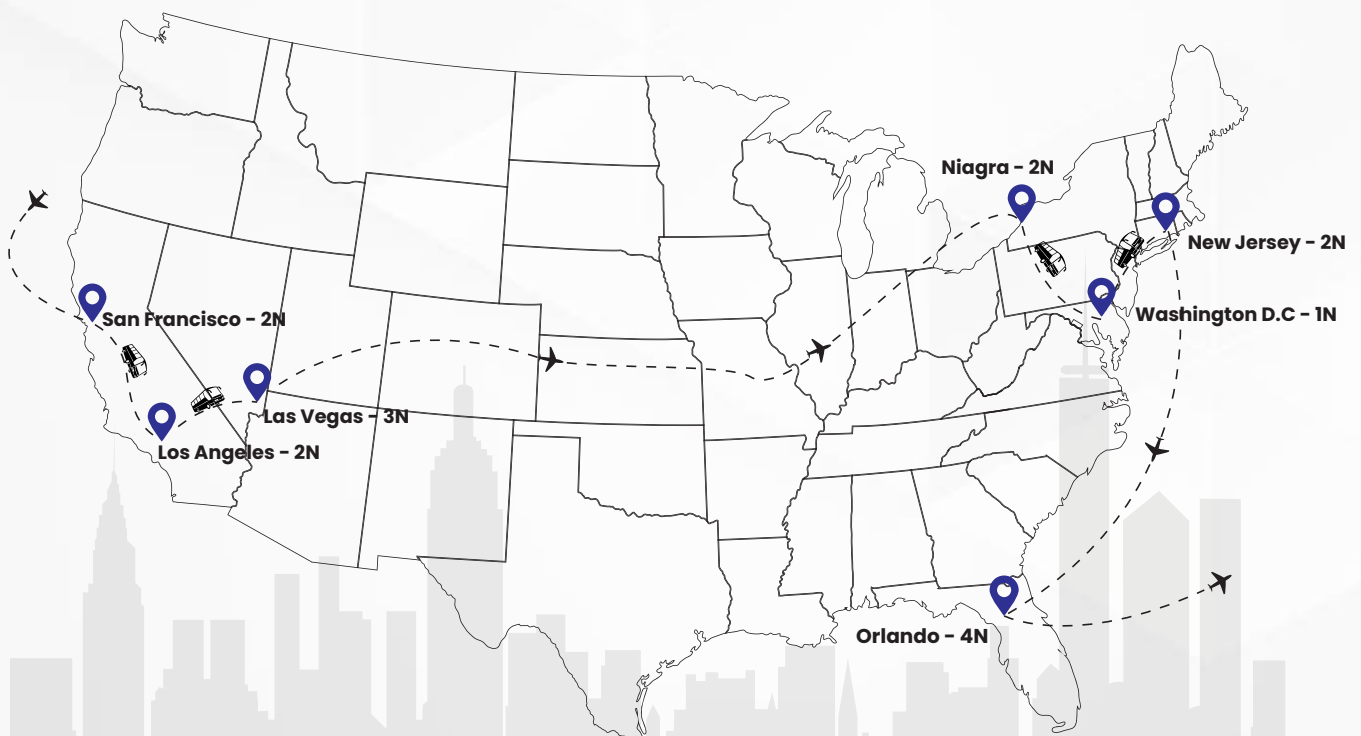 Niagra - 2N
New Jersey - 2N
Washington D.C - 1N
San Francisco - 2N
Las Vegas - 3N
Los Angeles - 2N
Orlando - 4N